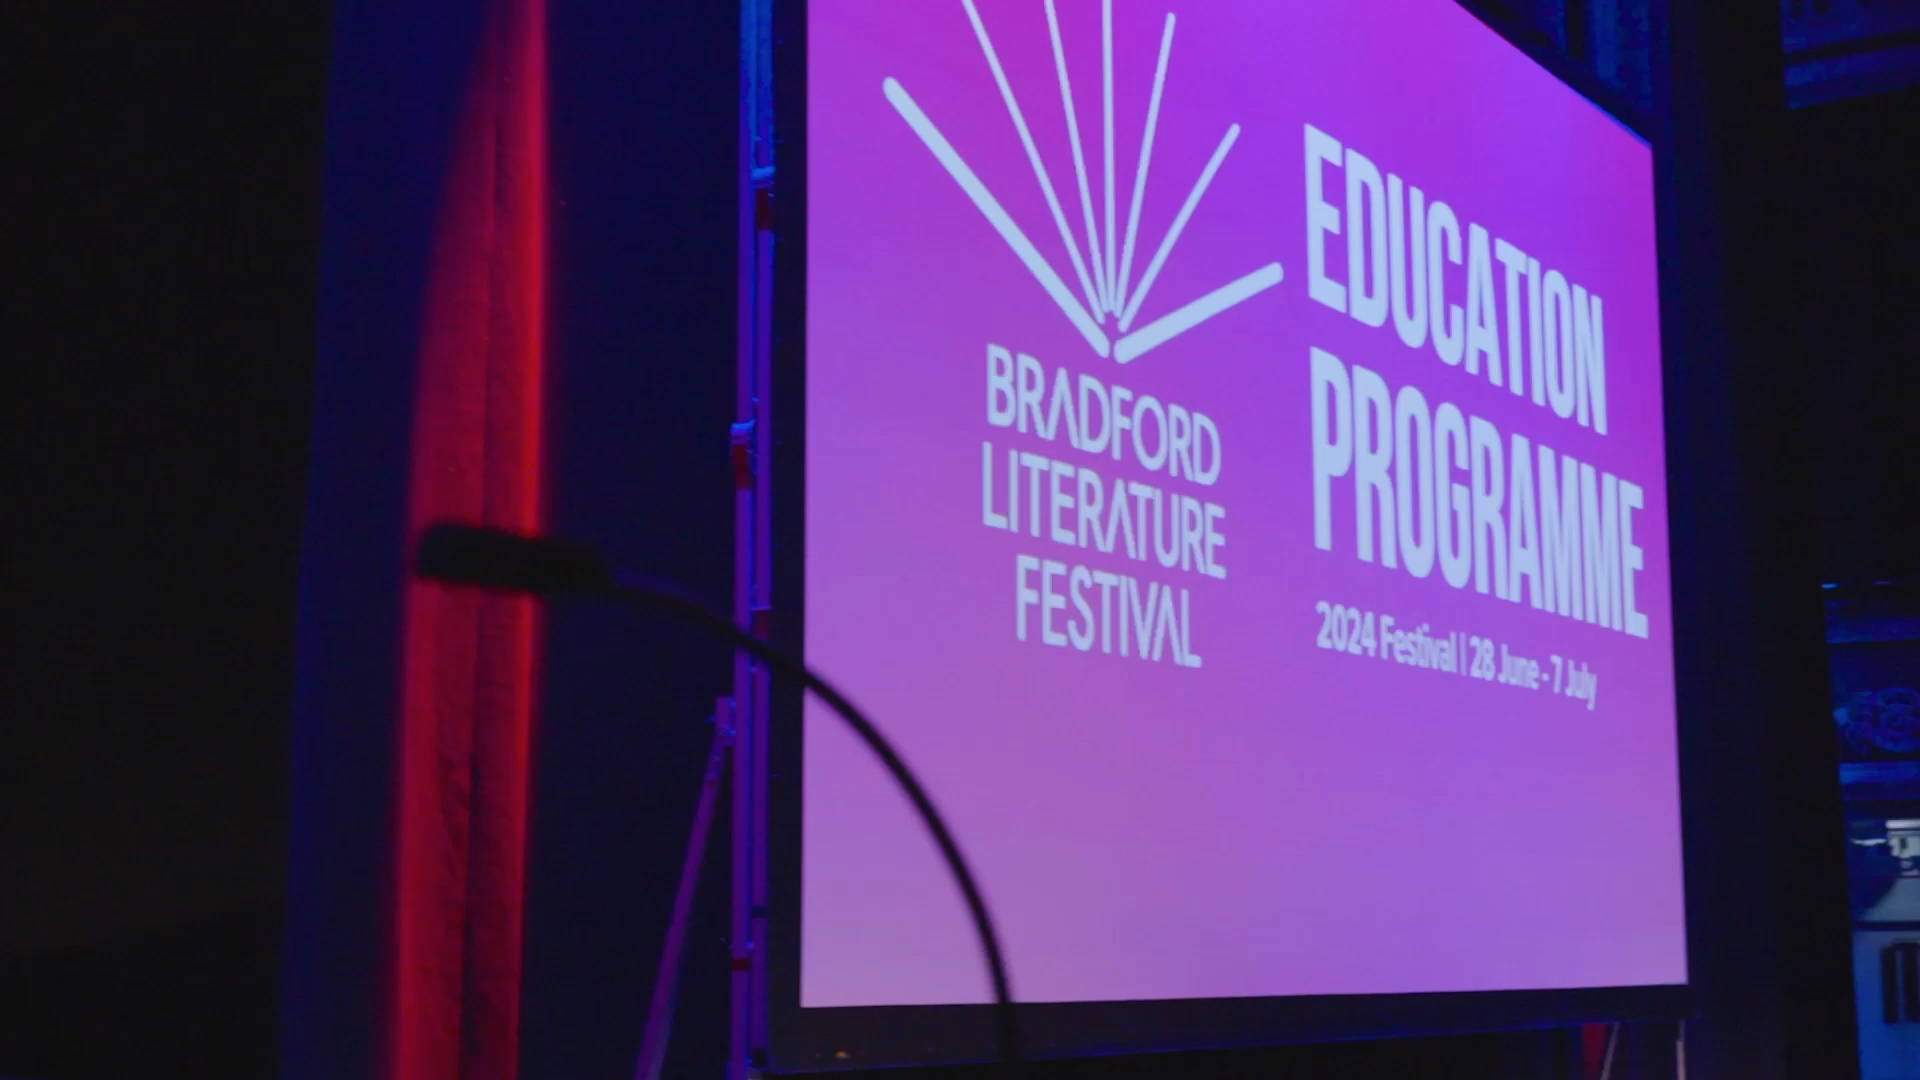 BRADFORD
LITERATURE
FESTIVAL
EDUCATION
PROGRAMME
2024 Festival | 28 June - 7 July